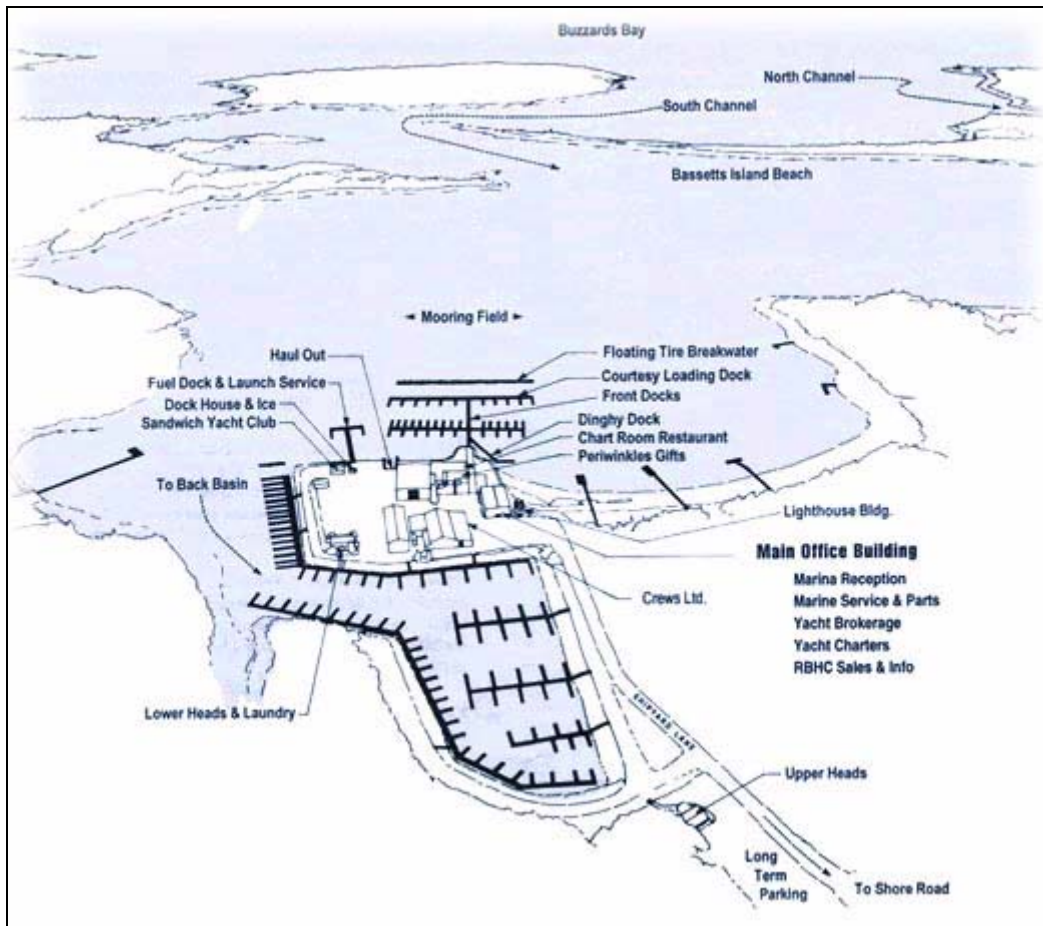 Buzzards Bay
North Channel
South Channel
Bassetts Island Beach
Mooring Field
Haul Out
Floating Tire Breakwater
Fuel Dock & Launch Service
Courtesy Loading Dock
Front Docks
Dock House & Ice
Dinghy Dock
Sandwich Yacht Club
Chart Room Restaurant
Periwinkles Gifts
To Back Basin
Lighthouse Bldg.
Main Office Building
Marina Reception
Marine Service & Parts
Yacht Brokerage
Yacht Charters
RBHC Sales & Info
Crews Ltd.
Lower Heads & Laundry
SHIPYARD LANE
Upper Heads
Long
Term
Parking
To Shore Road